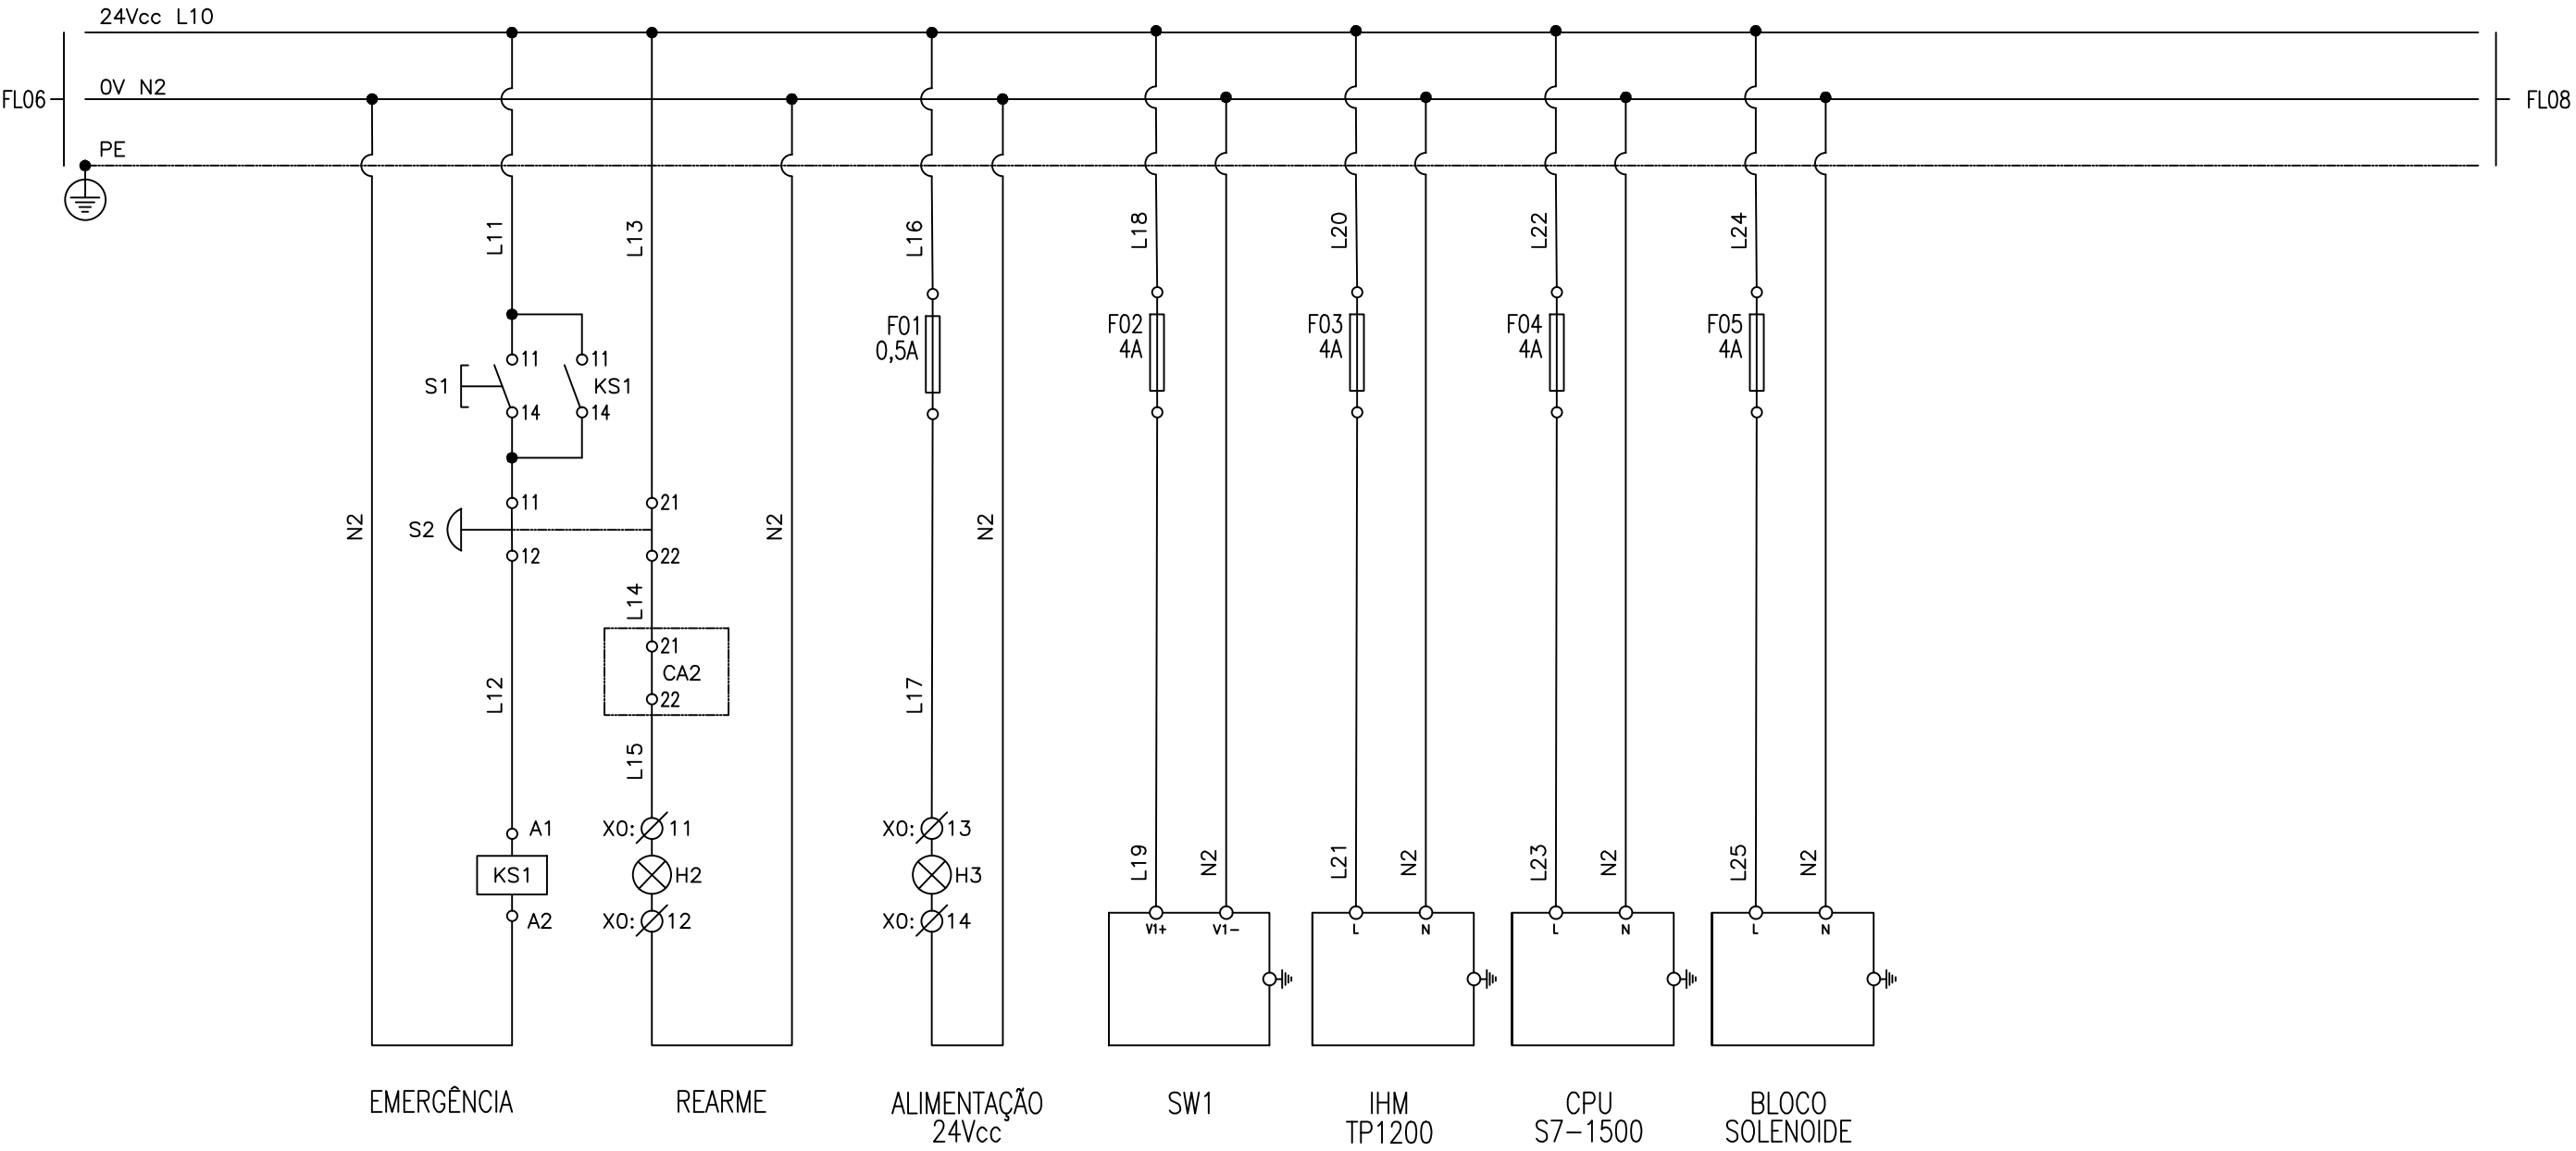 24Vcc L10
0V N2
FL06
FL08
PE
L11
L13
L16
L18
L20
L22
L24
F01
0,5A
F02
4A
F03
4A
F04
4A
F05
4A
11
11
S1
KS1
14
14
11
21
N2
S2
N2
N2
12
22
L14
21
CA2
22
L12
L17
L15
A1
X0:
11
X0:
13
KS1
H2
H3
L19
N2
L21
N2
L23
N2
L25
N2
A2
X0:
12
X0:
14
V1+
V1-
L
N
L
N
L
N
EMERGÊNCIA
REARME
ALIMENTAÇÃO
24Vcc
SW1
IHM
TP1200
CPU
S7-1500
BLOCO
SOLENOIDE